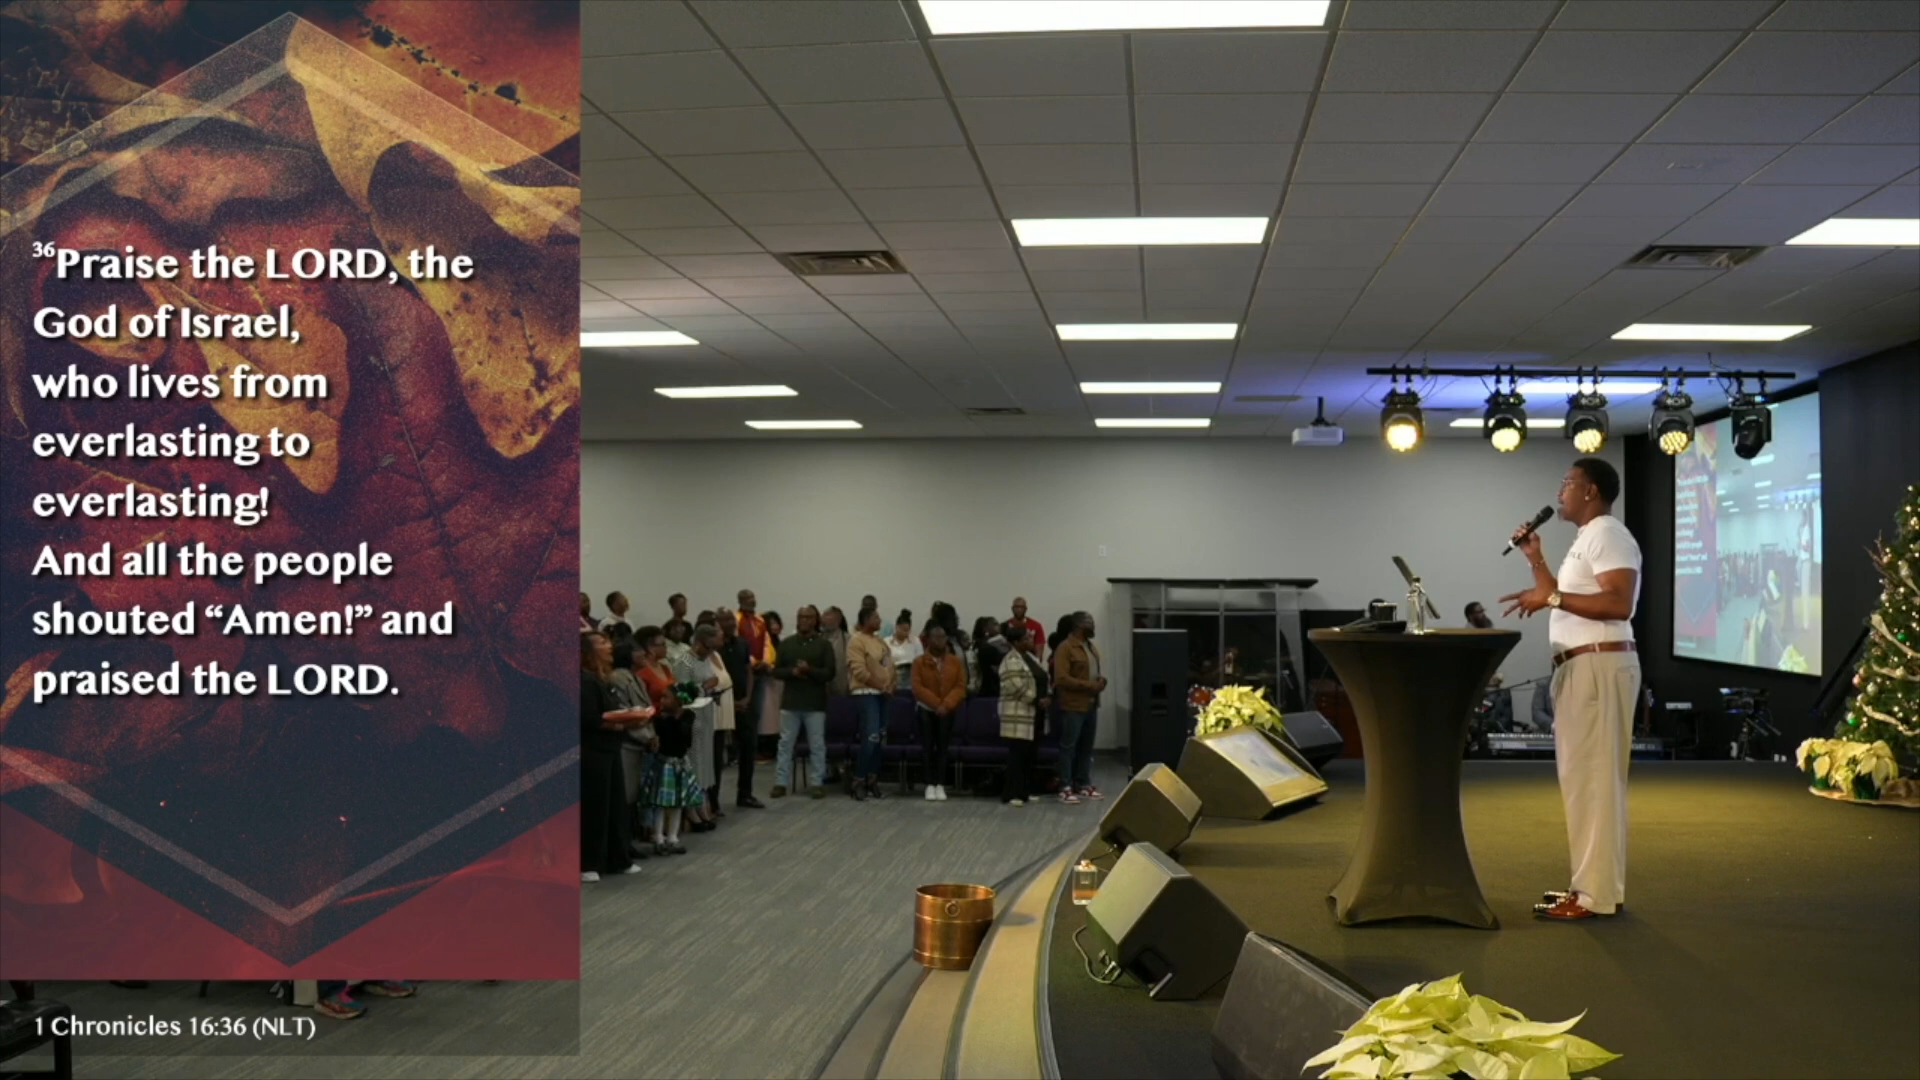 36Praise the LORD, the
God of Israel,
who lives from
everlasting to
everlasting!
And all the people
shouted “Amen!” and
praised the LORD.
1 Chronicles 16:36 (NLT)